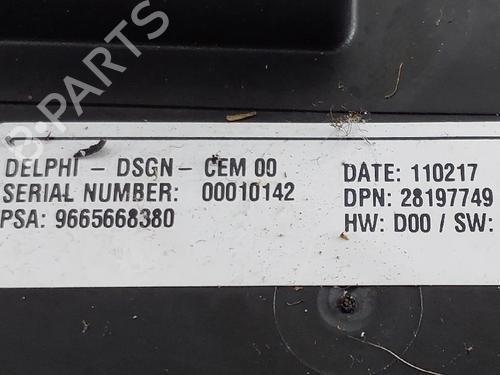 B-PARTS
DELPHI - DSGN - CEM 00
SERIAL NUMBER: 00010142
PSA: 9665668380
DATE: 110217
DPN: 28197749
HW: D00 / SW: